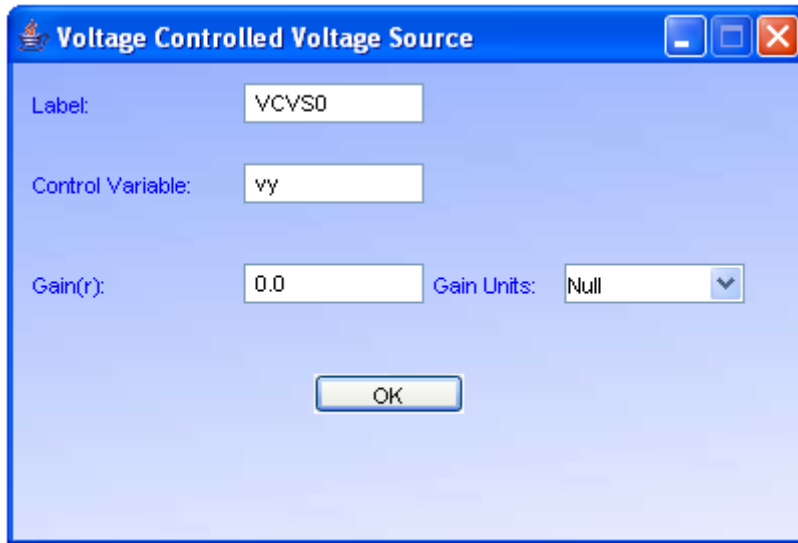 Voltage Controlled Voltage Source
Label: VCVS0
Control Variable: vy
Gain(r): 0.0 Gain Units: Null
OK